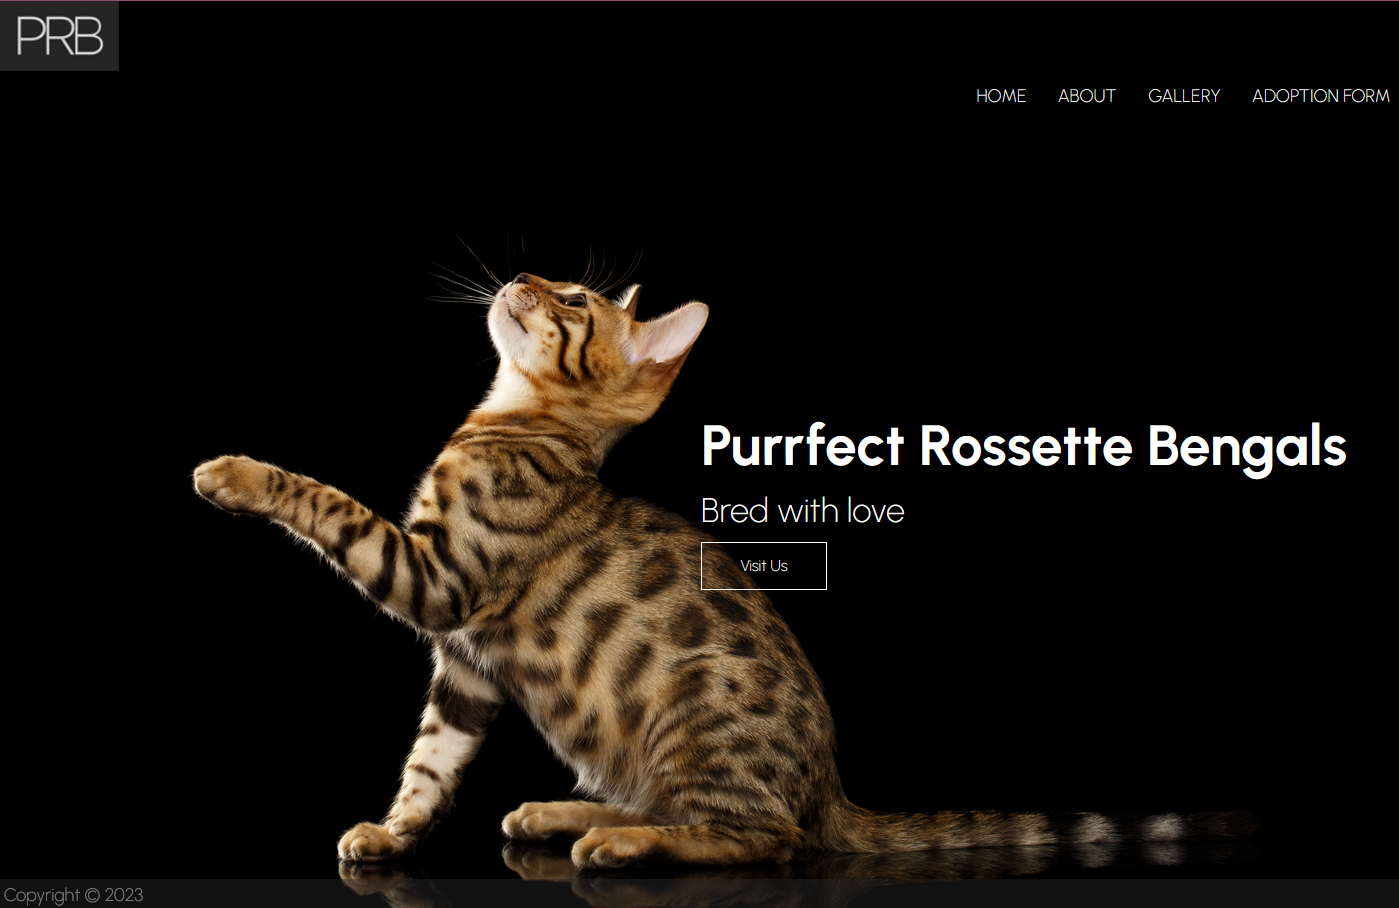 PRB
HOME ABOUT GALLERY ADOPTION FORM
Purrfect Rossette Bengals
Bred with love
Visit Us
Copyright © 2023